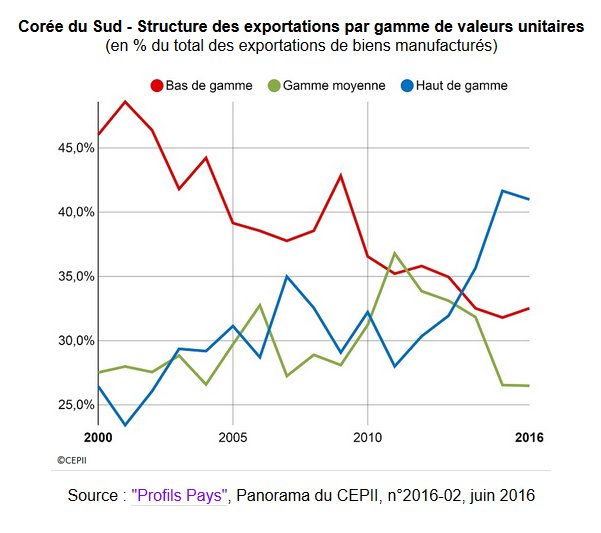 Corée du Sud - Structure des exportations par gamme de valeurs unitaires
(en % du total des exportations de biens manufacturés)
Bas de gamme Gamme moyenne Haut de gamme
45,0%
40,0%
35,0%
30,0%
25,0%
2000 2005 2010 2016
©CEPII
Source : "Profils Pays", Panorama du CEPII, n°2016-02, juin 2016